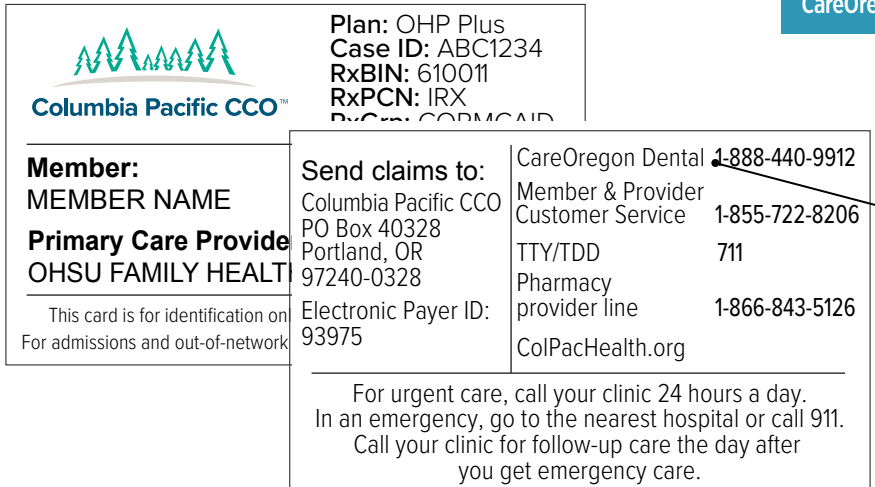 CareOre
Columbia Pacific CCO™
Plan: OHP Plus
Case ID: ABC1234
RxBIN: 610011
RxPCN: IRX
RxGrp: CORMCAID
Member:
MEMBER NAME
Primary Care Provide
OHSU FAMILY HEALTH
This card is for identification onl
For admissions and out-of-network
Send claims to:
Columbia Pacific CCO
PO Box 40328
Portland, OR
97240-0328
Electronic Payer ID:
93975
CareOregon Dental 1-888-440-9912
Member & Provider
Customer Service 1-855-722-8206
TTY/TDD 711
Pharmacy
provider line 1-866-843-5126
ColPacHealth.org
For urgent care, call your clinic 24 hours a day.
In an emergency, go to the nearest hospital or call 911.
Call your clinic for follow-up care the day after
you get emergency care.